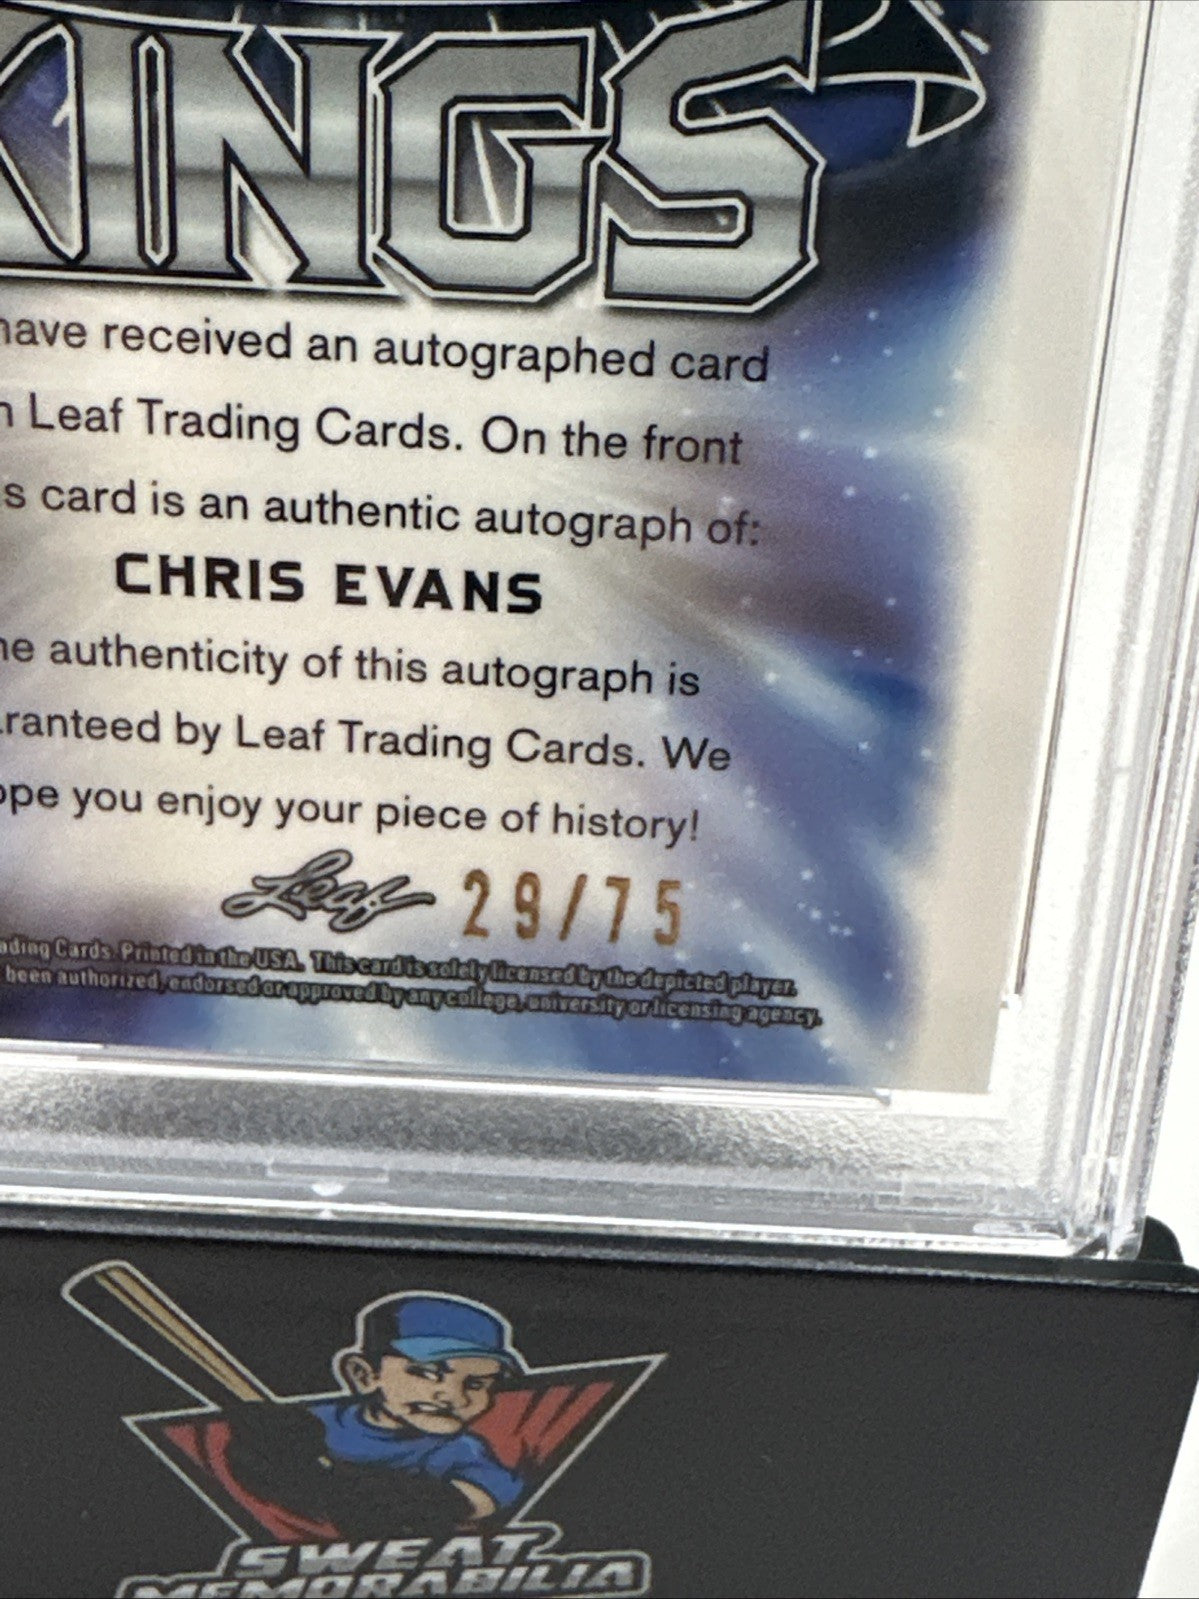 KINGS
have received an autographed card
Leaf Trading Cards. On the front
s card is an authentic autograph of:
CHRIS EVANS
he authenticity of this autograph is
ranteed by Leaf Trading Cards. We
ope you enjoy your piece of history!
Leaf 29/75
ading Cards. Printed in the USA. This card is solely licensed by the depicted player.
been authorized, endorsed or approved by any college, university or licensing agency.
SWEAT
MEMORABILIA